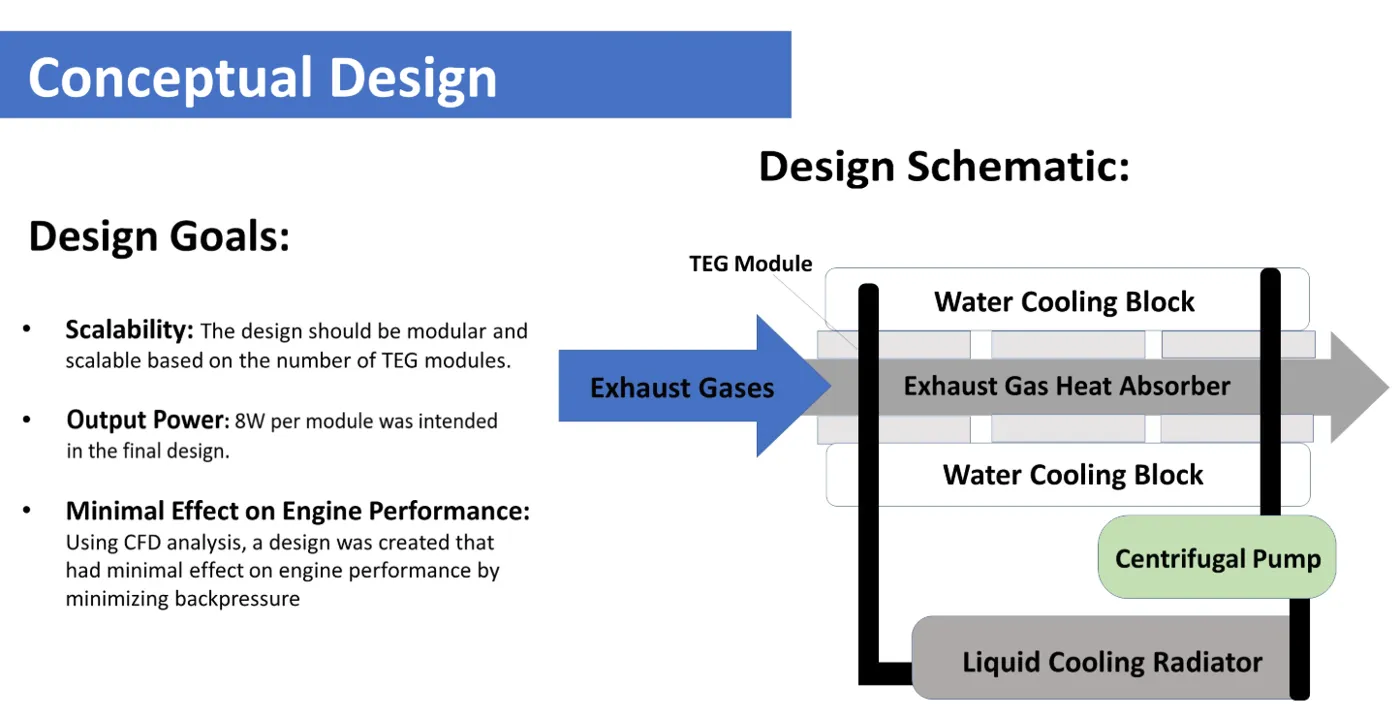 Conceptual Design
Design Goals:
• Scalability: The design should be modular and
scalable based on the number of TEG modules.
• Output Power: 8W per module was intended
in the final design.
• Minimal Effect on Engine Performance:
Using CFD analysis, a design was created that
had minimal effect on engine performance by
minimizing backpressure
Design Schematic:
TEG Module
Water Cooling Block
Exhaust Gases
Exhaust Gas Heat Absorber
Water Cooling Block
Centrifugal Pump
Liquid Cooling Radiator